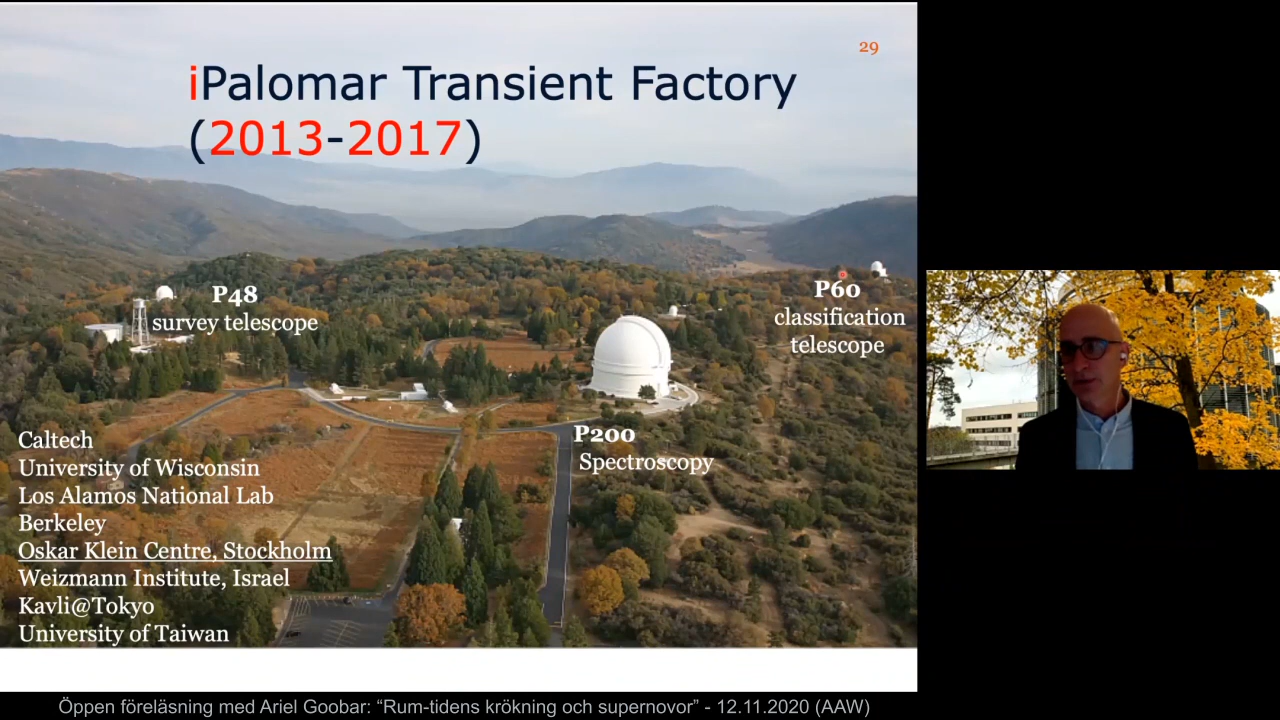 29
iPalomar Transient Factory
(2013-2017)
P48
survey telescope
P60
classification
telescope
P200
Spectroscopy
Caltech
University of Wisconsin
Los Alamos National Lab
Berkeley
Oskar Klein Centre, Stockholm
Weizmann Institute, Israel
Kavli@Tokyo
University of Taiwan
Öppen föreläsning med Ariel Goobar: “Rum-tidens krökning och supernovor” - 12.11.2020 (AAW)